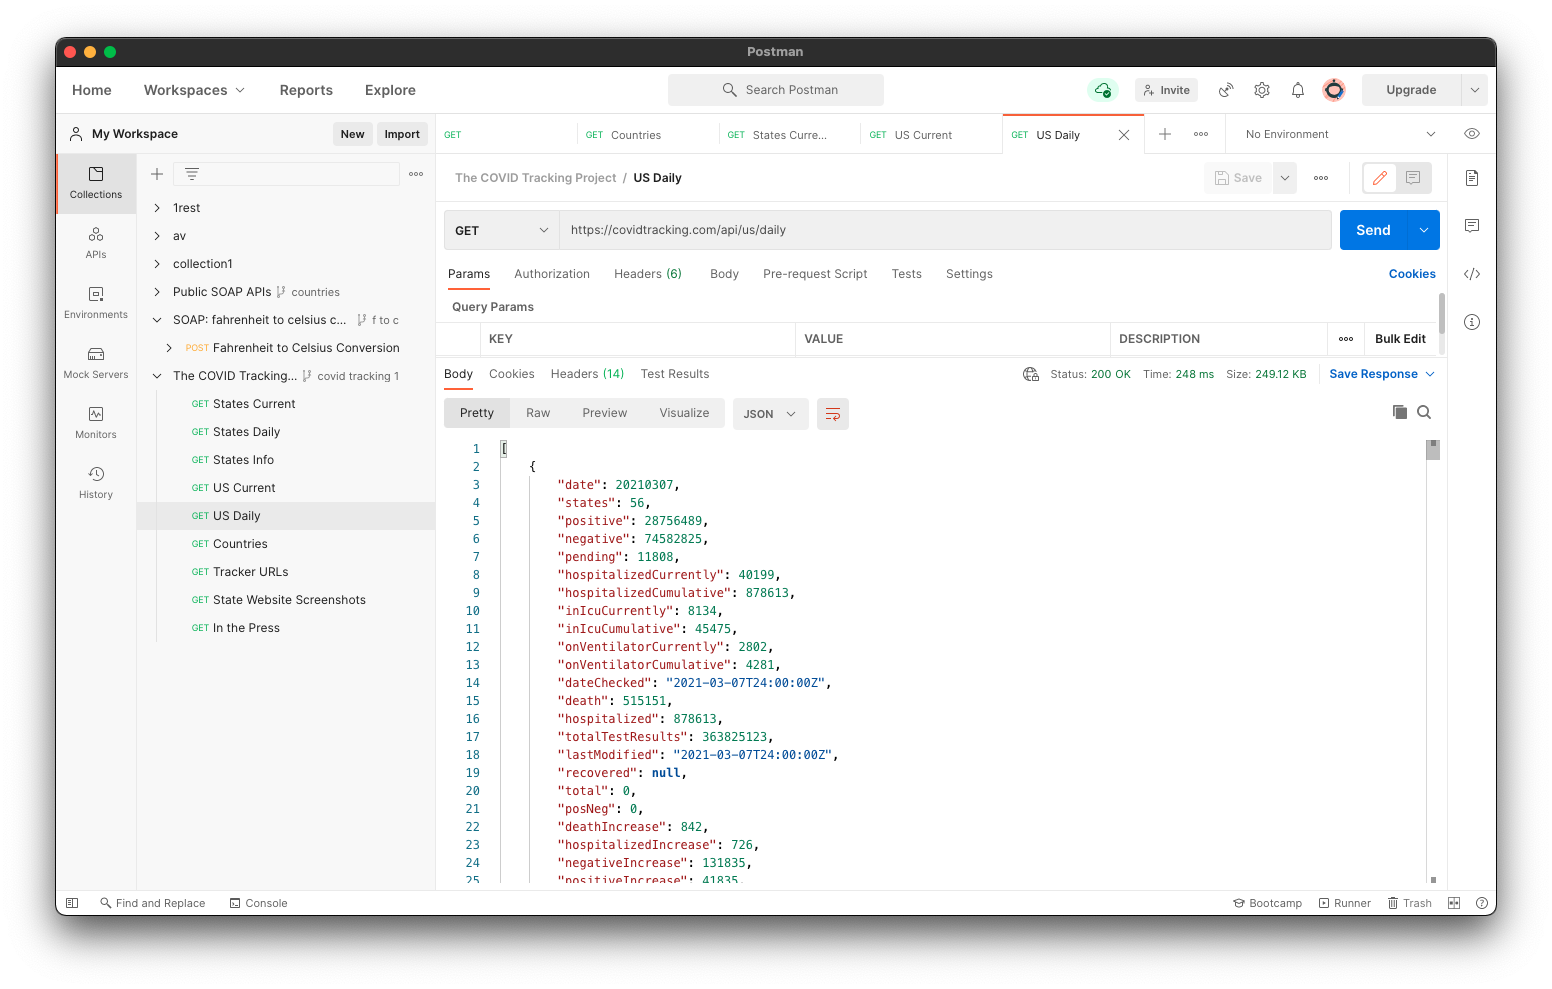 Postman
Home Workspaces Reports Explore Search Postman Invite Upgrade
My Workspace New Import
GET GET Countries GET States Curre... GET US Current GET US Daily No Environment
Collections
APIs
Environments
Mock Servers
Monitors
History
1rest
av
collection1
Public SOAP APIs countries
SOAP: fahrenheit to celsius c... f to c
POST Fahrenheit to Celsius Conversion
The COVID Tracking... covid tracking 1
GET States Current
GET States Daily
GET States Info
GET US Current
GET US Daily
GET Countries
GET Tracker URLs
GET State Website Screenshots
GET In the Press
The COVID Tracking Project / US Daily Save
GET https://covidtracking.com/api/us/daily Send
Params Authorization Headers (6) Body Pre-request Script Tests Settings Cookies
Query Params
KEY VALUE DESCRIPTION Bulk Edit
Body Cookies Headers (14) Test Results Status: 200 OK Time: 248 ms Size: 249.12 KB Save Response
Pretty Raw Preview Visualize JSON
1 [
2 {
3 "date": 20210307,
4 "states": 56,
5 "positive": 28756489,
6 "negative": 74582825,
7 "pending": 11808,
8 "hospitalizedCurrently": 40199,
9 "hospitalizedCumulative": 878613,
10 "inIcuCurrently": 8134,
11 "inIcuCumulative": 45475,
12 "onVentilatorCurrently": 2802,
13 "onVentilatorCumulative": 4281,
14 "dateChecked": "2021-03-07T24:00:00Z",
15 "death": 515151,
16 "hospitalized": 878613,
17 "totalTestResults": 363825123,
18 "lastModified": "2021-03-07T24:00:00Z",
19 "recovered": null,
20 "total": 0,
21 "posNeg": 0,
22 "deathIncrease": 842,
23 "hospitalizedIncrease": 726,
24 "negativeIncrease": 131835,
25 "positiveIncrease": 41835,
Find and Replace Console Bootcamp Runner Trash